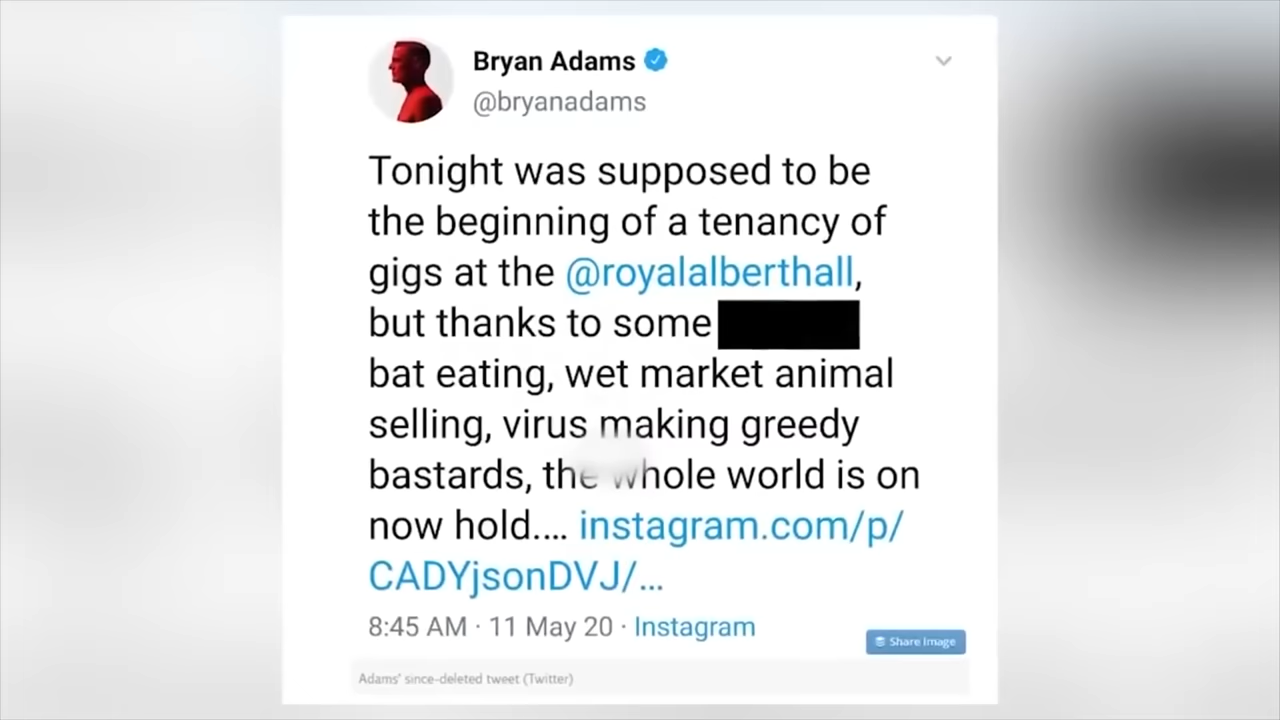 Bryan Adams
@bryanadams
Tonight was supposed to be
the beginning of a tenancy of
gigs at the @royalalberthall,
but thanks to some
bat eating, wet market animal
selling, virus making greedy
bastards, the whole world is on
now hold.... instagram.com/p/
CADYjsonDVJ/...
8:45 AM · 11 May 20 · Instagram
Share Image
Adams' since-deleted tweet (Twitter)